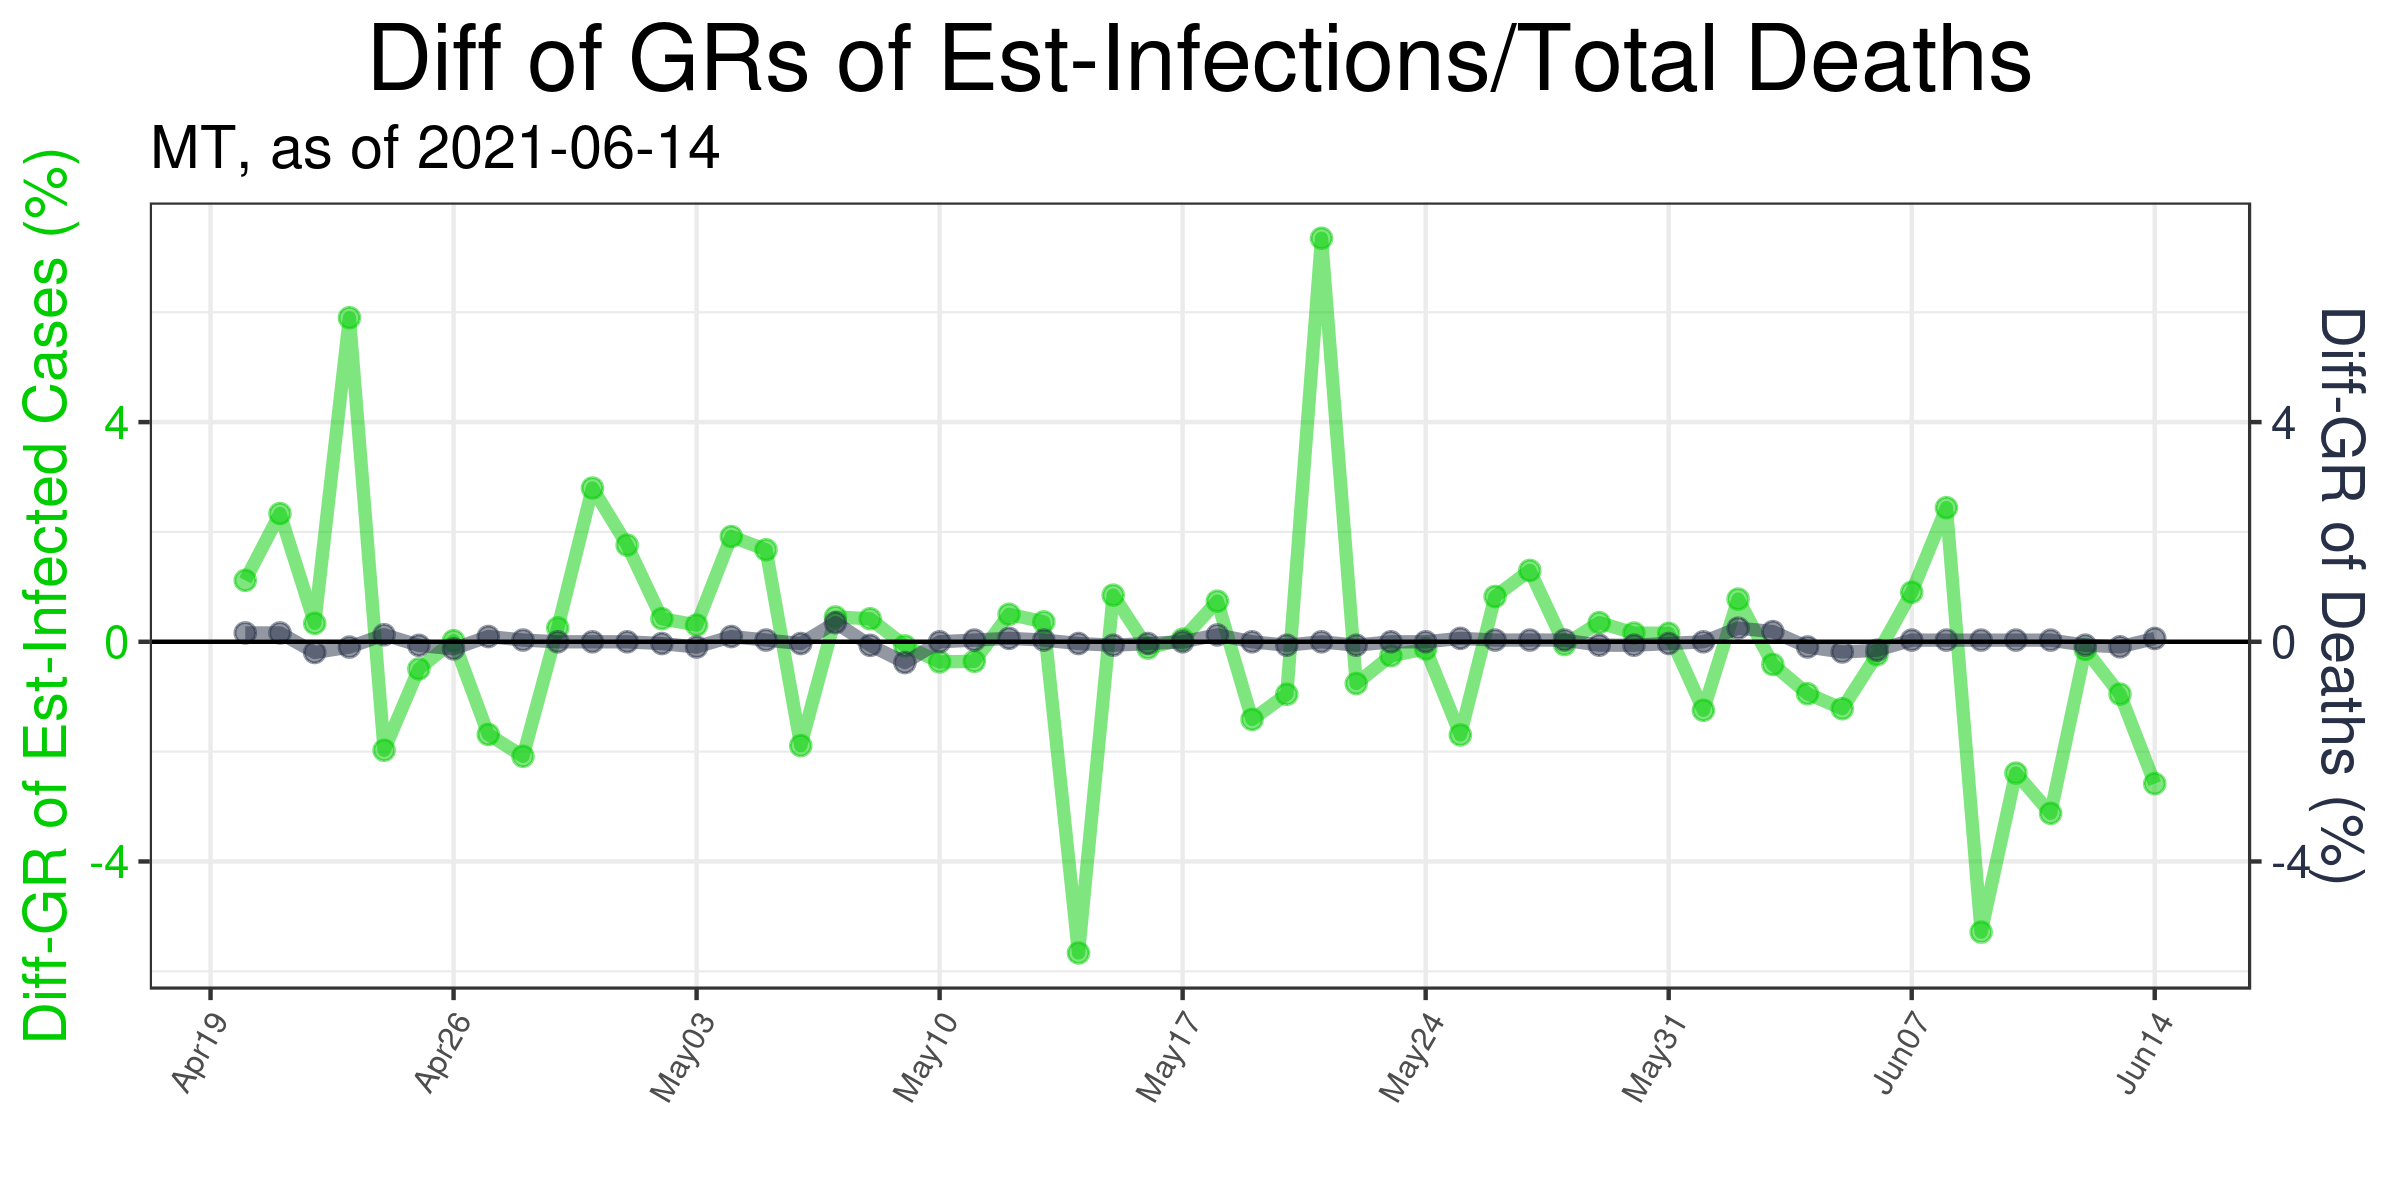 Diff of GRs of Est-Infections/Total Deaths
MT, as of 2021-06-14
Diff-GR of Est-Infected Cases (%)
4
0
-4
4
0
-4
Diff-GR of Deaths (%)
Apr19
Apr26
May03
May10
May17
May24
May31
Jun07
Jun14